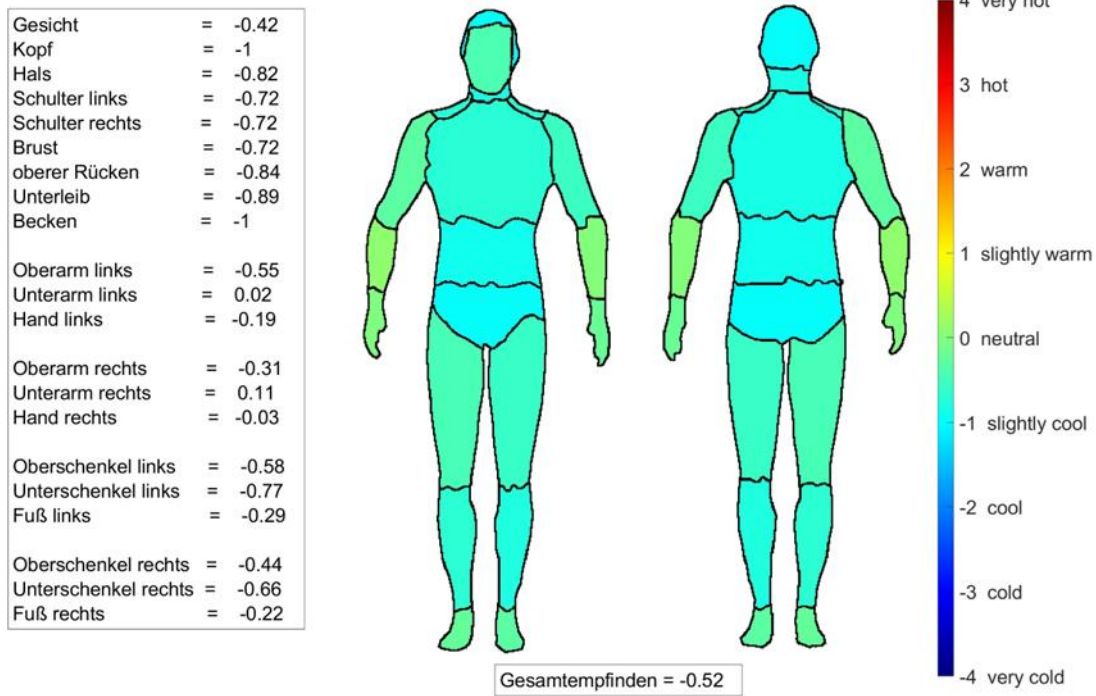 Gesicht = -0.42
Kopf = -1
Hals = -0.82
Schulter links = -0.72
Schulter rechts = -0.72
Brust = -0.72
oberer Rücken = -0.84
Unterleib = -0.89
Becken = -1
Oberarm links = -0.55
Unterarm links = 0.02
Hand links = -0.19
Oberarm rechts = -0.31
Unterarm rechts = 0.11
Hand rechts = -0.03
Oberschenkel links = -0.58
Unterschenkel links = -0.77
Fuß links = -0.29
Oberschenkel rechts = -0.44
Unterschenkel rechts = -0.66
Fuß rechts = -0.22
Gesamtempfinden = -0.52
4 very hot
3 hot
2 warm
1 slightly warm
0 neutral
-1 slightly cool
-2 cool
-3 cold
-4 very cold